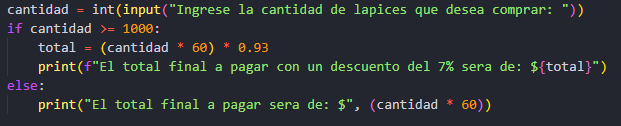 cantidad = int(input("Ingrese la cantidad de lapices que desea comprar: "))
if cantidad >= 1000:
    total = (cantidad * 60) * 0.93
    print(f"El total final a pagar con un descuento del 7% sera de: ${total}")
else:
    print("El total final a pagar sera de: $", (cantidad * 60))